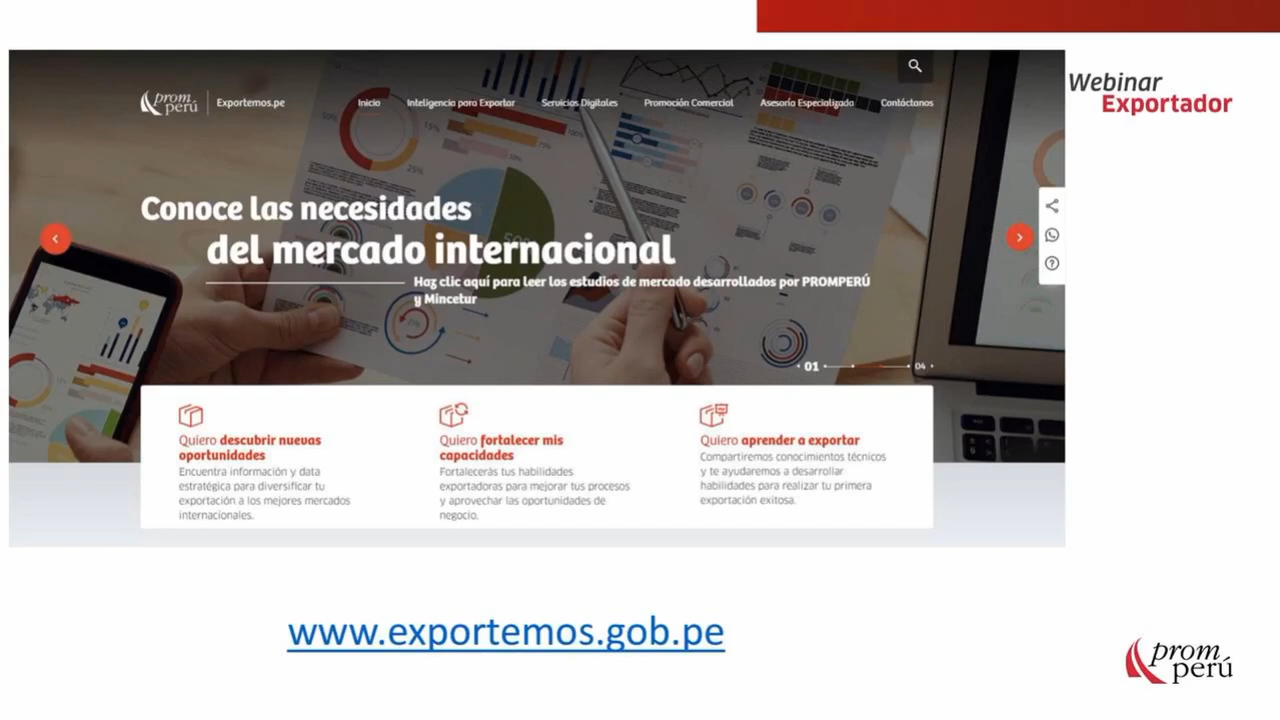 Webinar
Exportador
prom
perú
Exportemos.pe
Inicio
Inteligencia para Exportar
Servicios Digitales
Promoción Comercial
Asesoría Especializada
Contáctanos
Conoce las necesidades
del mercado internacional
Haz clic aquí para leer los estudios de mercado desarrollados por PROMPERÚ
y Mincetur
01
04
Quiero descubrir nuevas
oportunidades
Encuentra información y data
estratégica para diversificar tu
exportación a los mejores mercados
internacionales.
Quiero fortalecer mis
capacidades
Fortalecerás tus habilidades
exportadoras para mejorar tus procesos
y aprovechar las oportunidades de
negocio.
Quiero aprender a exportar
Compartiremos conocimientos técnicos
y te ayudaremos a desarrollar
habilidades para realizar tu primera
exportación exitosa.
www.exportemos.gob.pe
prom
perú